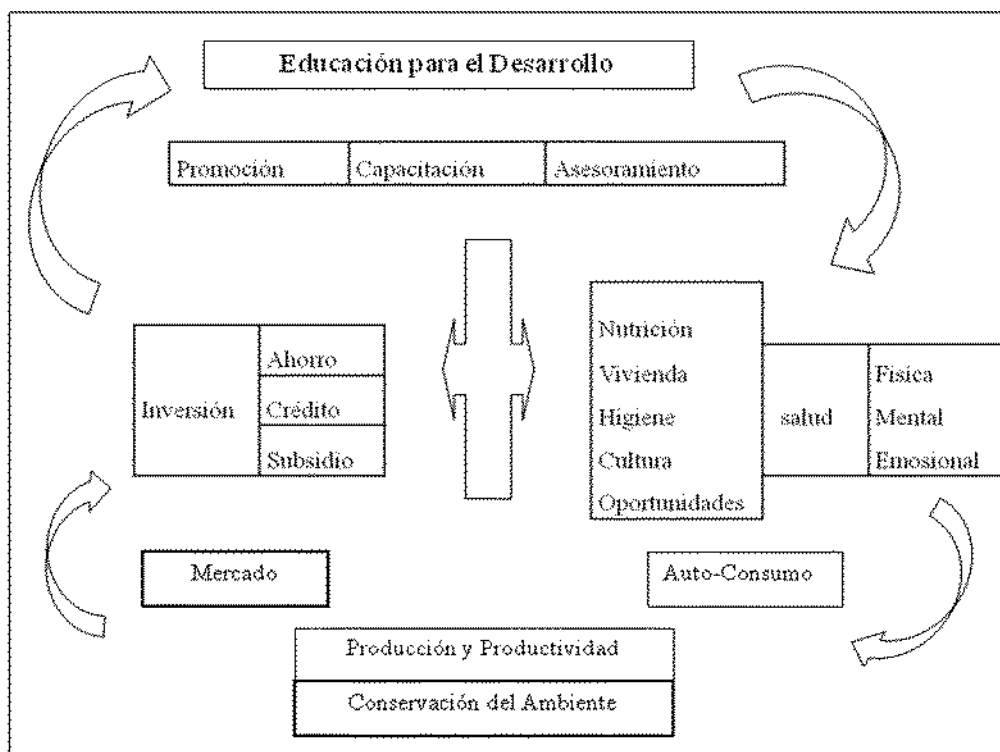 Educación para el Desarrollo
Promoción
Capacitación
Asesoramiento
Inversión
Ahorro
Crédito
Subsidio
Nutrición
Vivienda
Higiene
Cultura
Oportunidades
salud
Fisica
Mental
Emosional
Mercado
Auto-Consumo
Producción y Productividad
Conservación del Ambiente